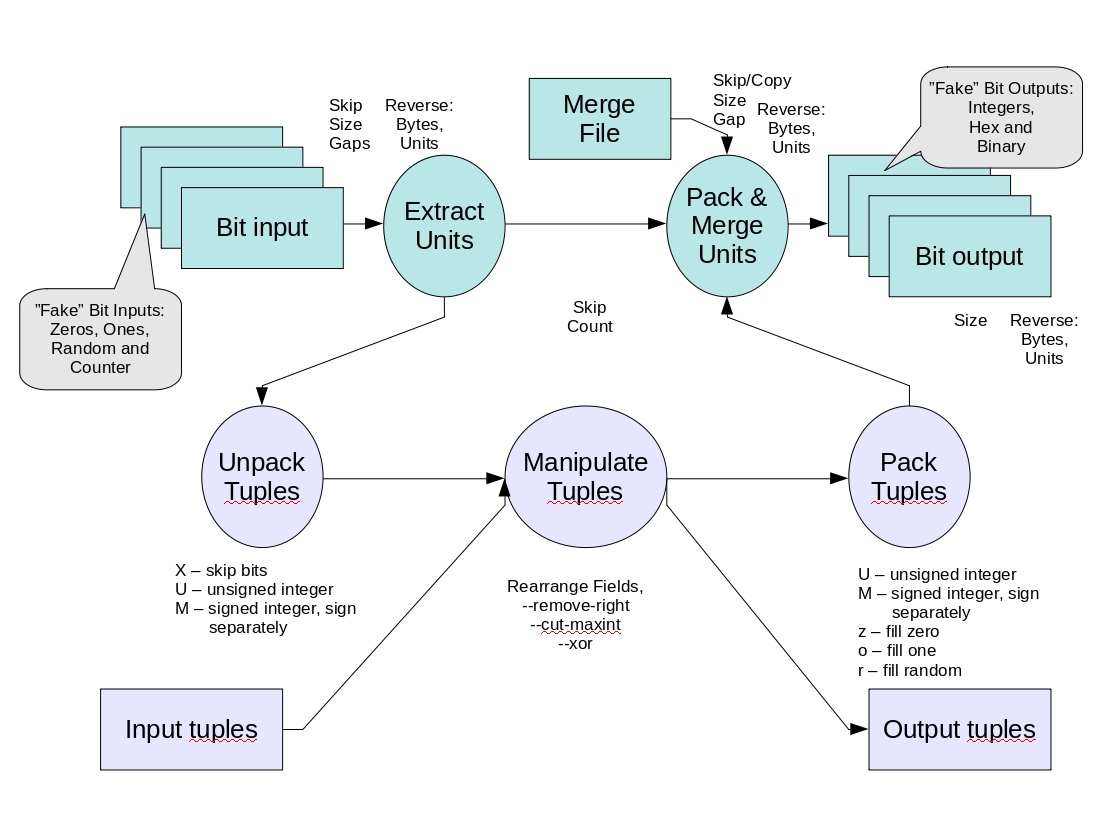 Skip/Copy
Size
Gap
Reverse:
Bytes,
Units
"Fake" Bit Outputs:
Integers,
Hex and
Binary
Merge
File
Skip
Size
Gaps
Reverse:
Bytes,
Units
Bit input
Extract
Units
Pack &
Merge
Units
Bit output
"Fake" Bit Inputs:
Zeros, Ones,
Random and
Counter
Skip
Count
Size
Reverse:
Bytes,
Units
Unpack
Tuples
Manipulate
Tuples
Pack
Tuples
X – skip bits
U – unsigned integer
M – signed integer, sign
separately
Rearrange Fields,
--remove-right
--cut-maxint
--xor
U – unsigned integer
M – signed integer, sign
separately
z – fill zero
o – fill one
r – fill random
Input tuples
Output tuples